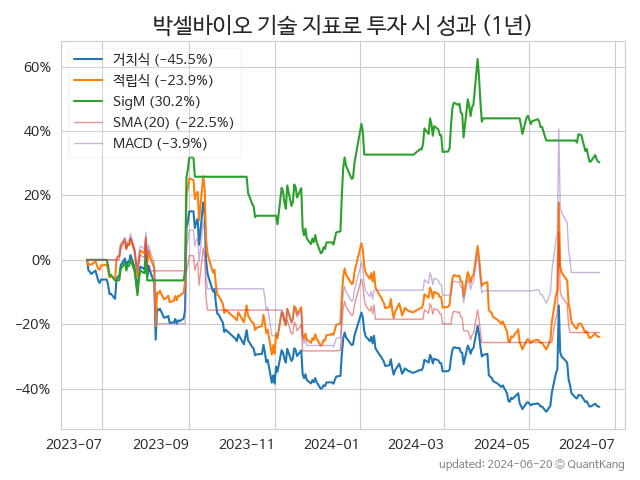 박셀바이오 기술 지표로 투자 시 성과 (1년)
거치식 (-45.5%)
적립식 (-23.9%)
SigM (30.2%)
SMA(20) (-22.5%)
MACD (-3.9%)
60%
40%
20%
0%
-20%
-40%
2023-07 2023-09 2023-11 2024-01 2024-03 2024-05 2024-07
updated: 2024-06-20 © QuantKang